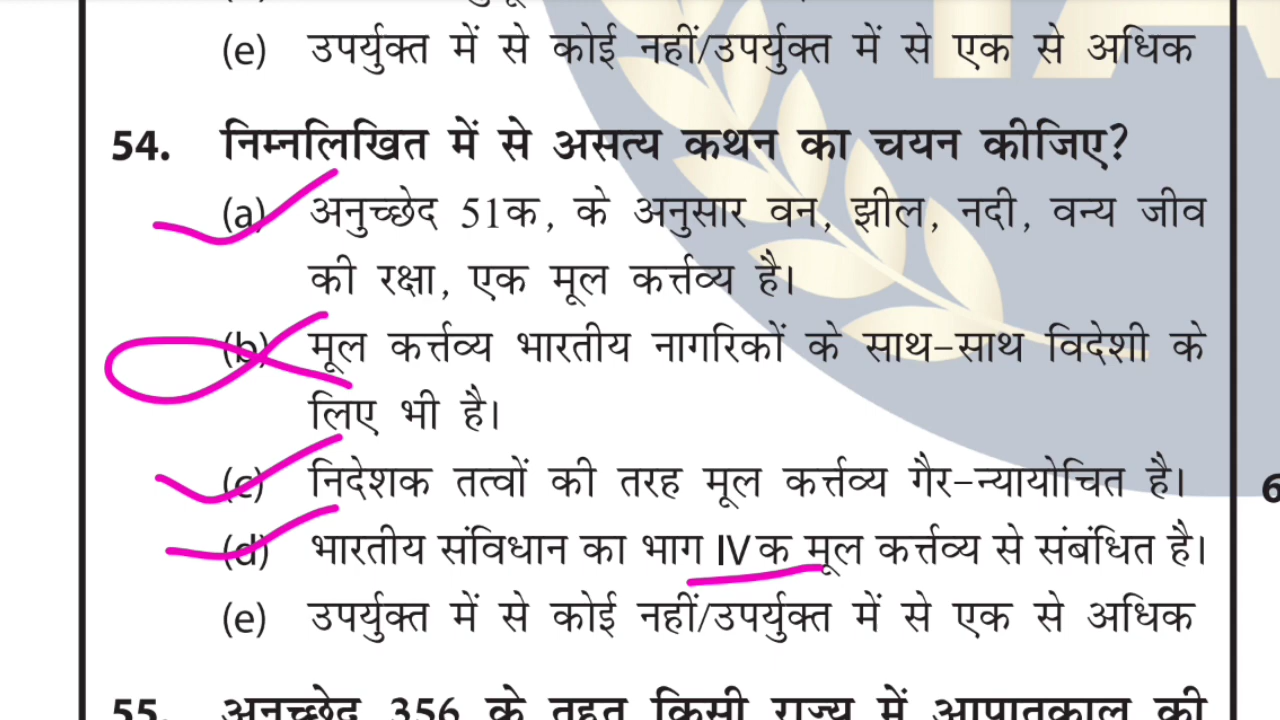 (e) उपर्युक्त में से कोई नहीं/उपर्युक्त में से एक से अधिक
54. निम्नलिखित में से असत्य कथन का चयन कीजिए?
(a) अनुच्छेद 51क, के अनुसार वन, झील, नदी, वन्य जीव
की रक्षा, एक मूल कर्त्तव्य है।
(b) मूल कर्त्तव्य भारतीय नागरिकों के साथ-साथ विदेशी के
लिए भी है।
(c) निदेशक तत्वों की तरह मूल कर्त्तव्य गैर-न्यायोचित है।
(d) भारतीय संविधान का भाग IVक मूल कर्त्तव्य से संबंधित है।
(e) उपर्युक्त में से कोई नहीं/उपर्युक्त में से एक से अधिक
55. अनुच्छेद 356 के तहत किसी राज्य में आपातकाल की